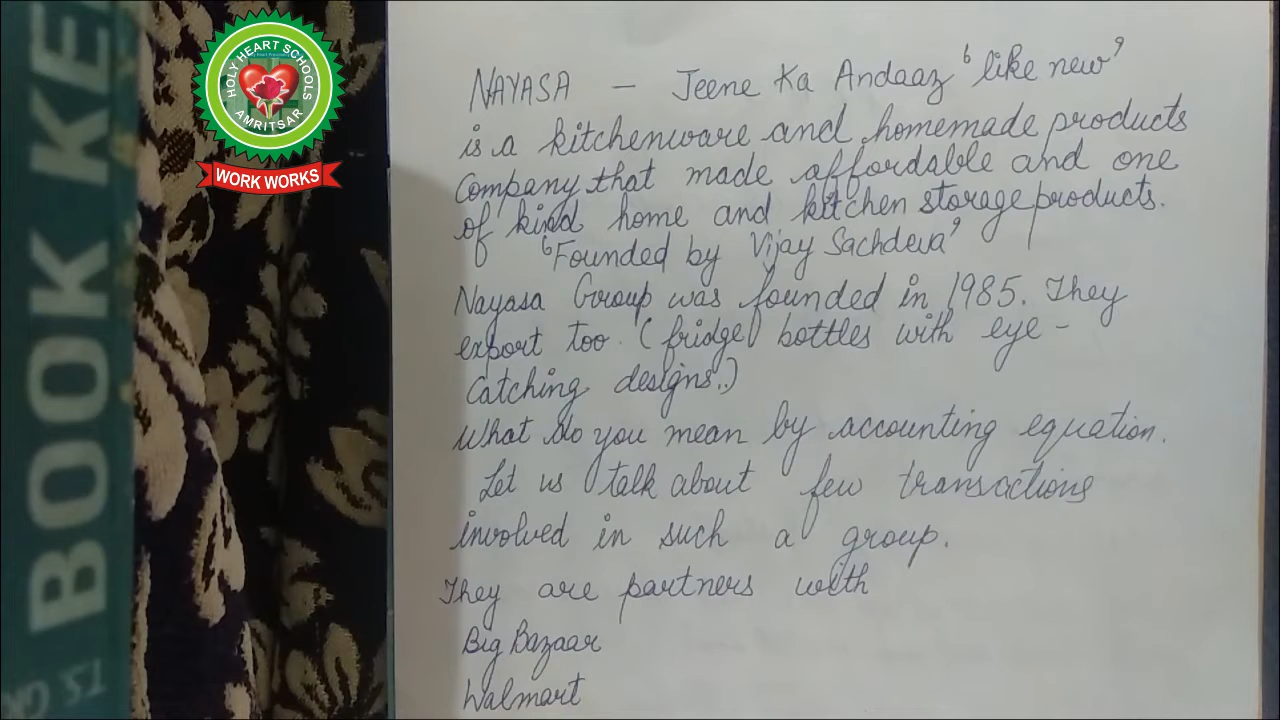 BOOK KE
HOLY HEART SCHOOLS
AMRITSAR
WORK WORKS
NAYASA — Jeene Ka Andaaz ‘like new’
is a kitchenware and homemade products
Company that made affordable and one
of kind home and kitchen storage products.
‘Founded by Vijay Sachdeva’
Nayasa Group was founded in 1985. They
export too. (fridge bottles with eye-
catching designs.)
What do you mean by accounting equation.
Let us talk about few transactions
involved in such a group.
They are partners with
Big Bazaar
Walmart